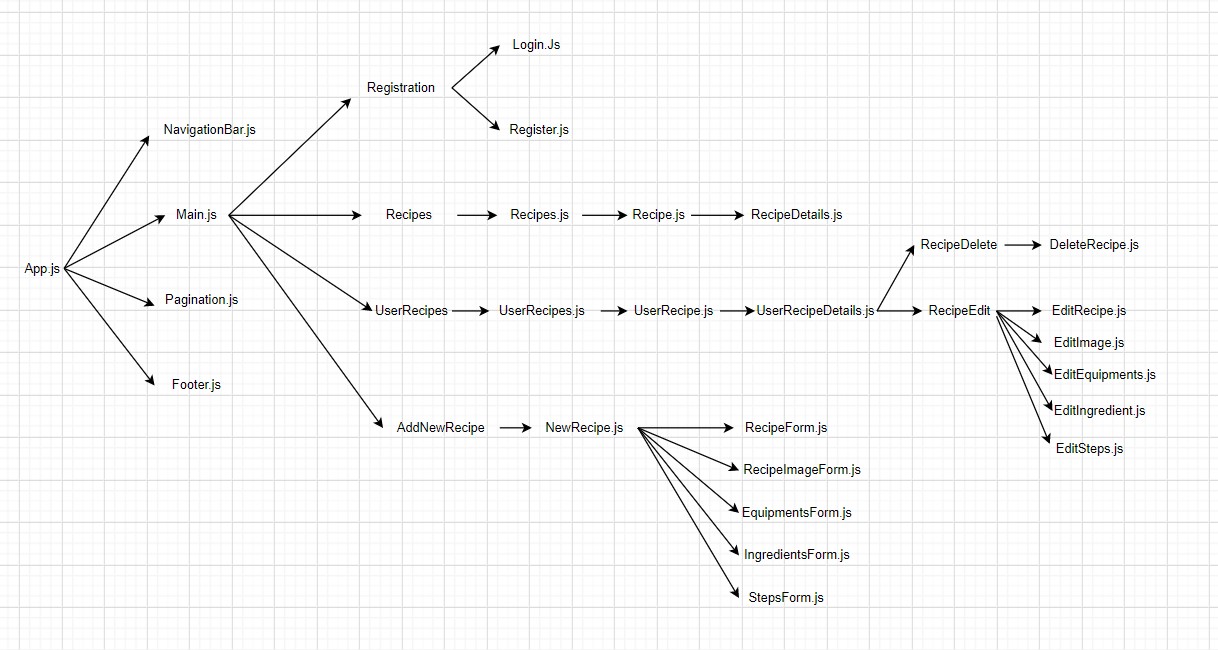 Login.Js
Registration
NavigationBar.js
Register.js
Main.js
Recipes
Recipes.js
Recipe.js
RecipeDetails.js
RecipeDelete
DeleteRecipe.js
App.js
Pagination.js
UserRecipes
UserRecipes.js
UserRecipe.js
UserRecipeDetails.js
RecipeEdit
EditRecipe.js
EditImage.js
EditEquipments.js
Footer.js
EditIngredient.js
AddNewRecipe
NewRecipe.js
RecipeForm.js
EditSteps.js
RecipeImageForm.js
EquipmentsForm.js
IngredientsForm.js
StepsForm.js